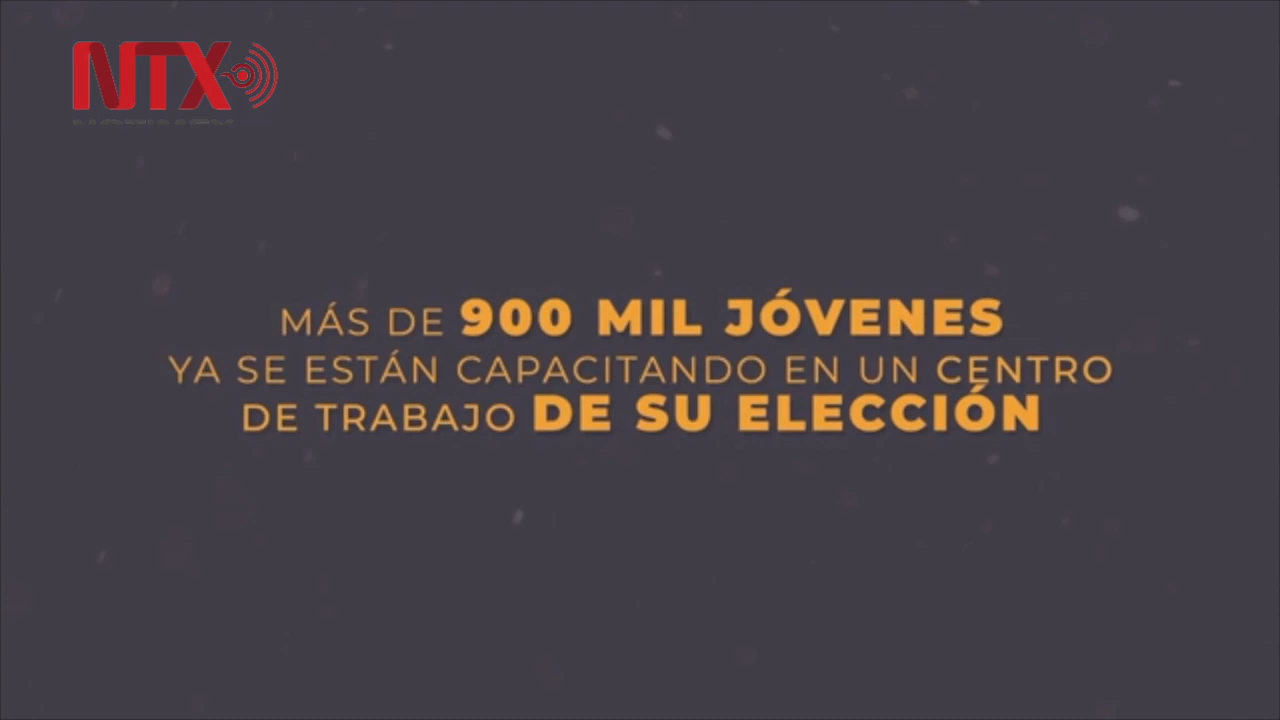 NTX
MÁS DE 900 MIL JÓVENES
YA SE ESTÁN CAPACITANDO EN UN CENTRO
DE TRABAJO DE SU ELECCIÓN